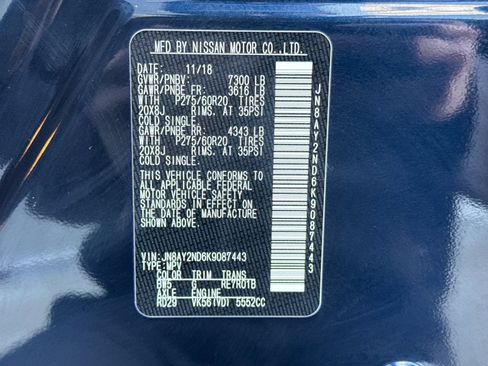 MFD BY NISSAN MOTOR CO.,LTD.
DATE: 11/18
GVWR/PNBV: 7300 LB
GAWR/PNBE FR: 3616 LB
WITH P275/60R20 TIRES
20X8J RIMS. AT 35PSI
COLD SINGLE.
GAWR/PNBE RR: 4343 LB
WITH P275/60R20 TIRES
20X8J RIMS. AT 35PSI
COLD SINGLE.
THIS VEHICLE CONFORMS TO
ALL APPLICABLE FEDERAL
MOTOR VEHICLE SAFETY
STANDARDS IN EFFECT ON
THE DATE OF MANUFACTURE
SHOWN ABOVE.
VIN: JN8AY2ND6K9087443
TYPE: MPV
COLOR TRIM TRANS
BW5 G RE7R01B
AXLE ENGINE
RD29 VK56(VD) 5552CC
JN8AY2ND6K9087443